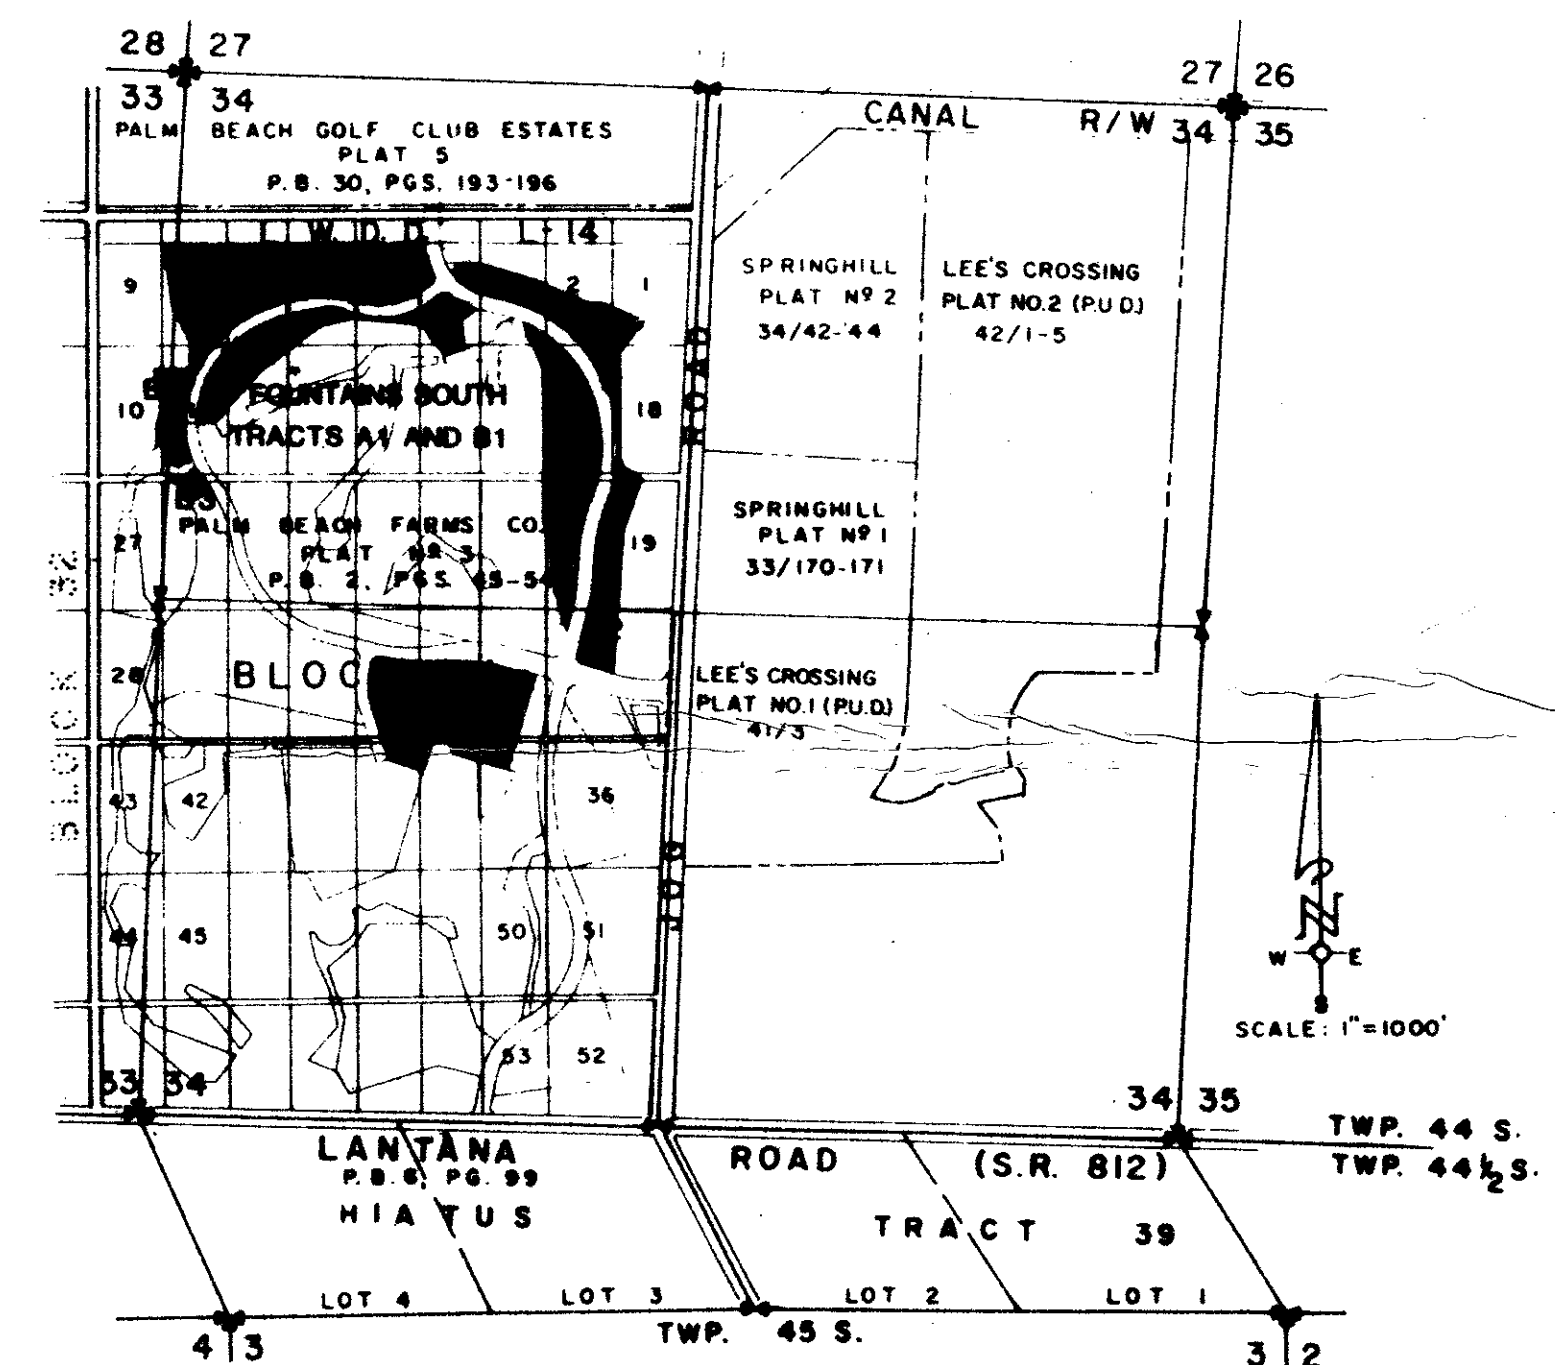 28 27
27 26
33 34
34 35
CANAL R/W
PALM BEACH GOLF CLUB ESTATES
PLAT 5
P.B. 30, PGS. 193-196
L. W. D. D. L-14
9
2
1
SPRINGHILL
PLAT Nº 2
34/42-44
LEE'S CROSSING
PLAT NO.2 (P.U.D.)
42/1-5
ROAD
FOUNTAINS SOUTH
TRACTS A1 AND B1
10
18
PALM BEACH FARMS CO.
PLAT Nº 3
P.B. 2, PGS. 45-54
27
19
SPRINGHILL
PLAT Nº 1
33/170-171
BLOCK 32
28
BLOC
LEE'S CROSSING
PLAT NO.1 (P.U.D.)
41/3
43
42
36
JOG
44
45
50
51
53
52
W E
S
SCALE: 1"=1000'
33 34
34 35
LANTANA ROAD (S.R. 812)
TWP. 44 S.
TWP. 44½ S.
P.B. 6, PG. 99
HIATUS TRACT 39
LOT 4 LOT 3 LOT 2 LOT 1
TWP. 45 S.
4 3
3 2